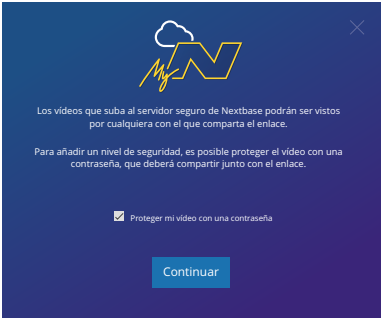 My N
Los vídeos que suba al servidor seguro de Nextbase podrán ser vistos
por cualquiera con el que comparta el enlace.
Para añadir un nivel de seguridad, es posible proteger el vídeo con una
contraseña, que deberá compartir junto con el enlace.
Proteger mi vídeo con una contraseña
Continuar